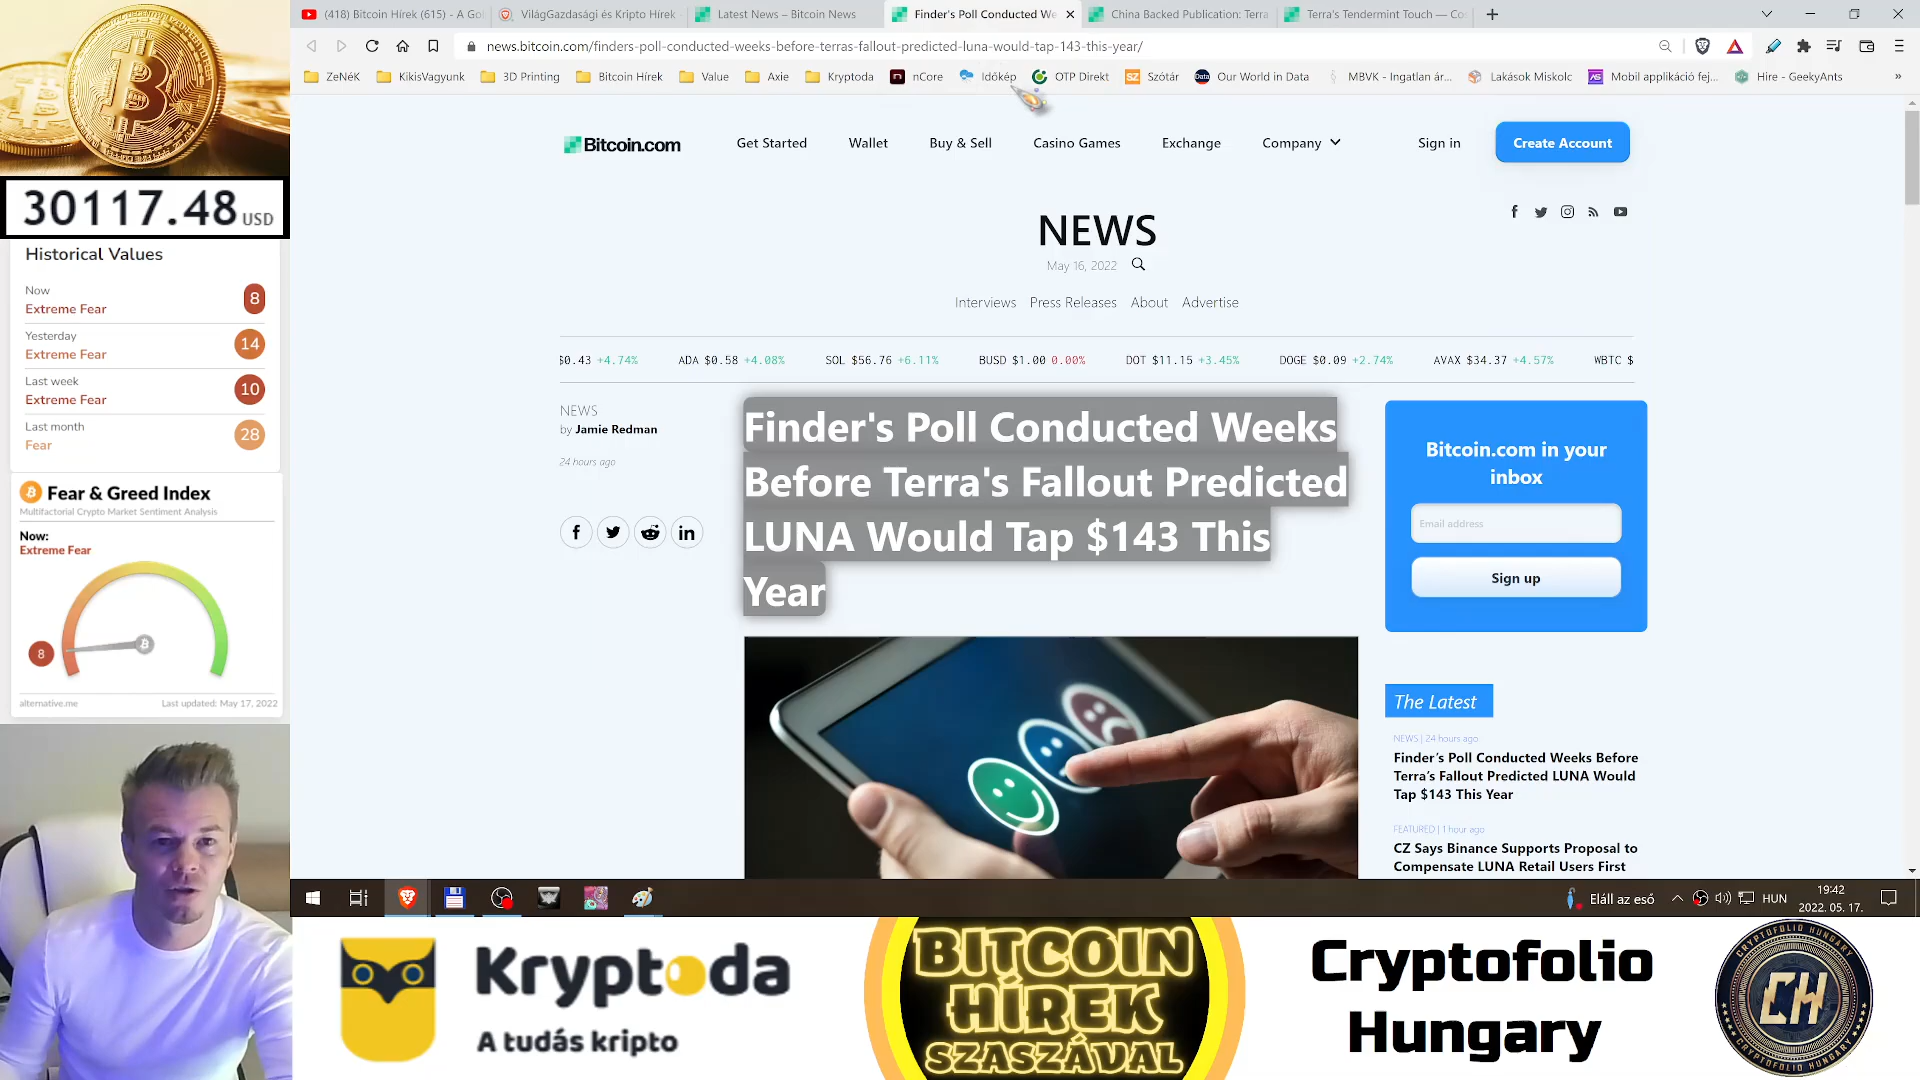 30117.48 USD
Historical Values
Now
Extreme Fear
8
Yesterday
Extreme Fear
14
Last week
Extreme Fear
10
Last month
Fear
28
Fear & Greed Index
Multifactorial Crypto Market Sentiment Analysis
Now:
Extreme Fear
8
alternative.me
Last updated: May 17, 2022
(418) Bitcoin Hírek (615) - A Go
VilágGazdasági és Kripto Hírek
Latest News – Bitcoin News
Finder's Poll Conducted We
China Backed Publication: Terra
Terra's Tendermint Touch — Co
news.bitcoin.com/finders-poll-conducted-weeks-before-terras-fallout-predicted-luna-would-tap-143-this-year/
ZeNéK
KikisVagyunk
3D Printing
Bitcoin Hírek
Value
Axie
Kryptoda
nCore
Időkép
OTP Direkt
SZ
Szótár
Our World in Data
MBVK - Ingatlan ár...
Lakások Miskolc
Mobil applikáció fej...
Hire - GeekyAnts
»
Bitcoin.com
Get Started
Wallet
Buy & Sell
Casino Games
Exchange
Company
Sign in
Create Account
NEWS
May 16, 2022
Interviews
Press Releases
About
Advertise
$0.43 +4.74%
ADA $0.58 +4.08%
SOL $56.76 +6.11%
BUSD $1.00 0.00%
DOT $11.15 +3.45%
DOGE $0.09 +2.74%
AVAX $34.37 +4.57%
WBTC $
NEWS
by Jamie Redman
24 hours ago
Finder's Poll Conducted Weeks
Before Terra's Fallout Predicted
LUNA Would Tap $143 This
Year
Bitcoin.com in your
inbox
Email address
Sign up
The Latest
NEWS | 24 hours ago
Finder's Poll Conducted Weeks Before
Terra's Fallout Predicted LUNA Would
Tap $143 This Year
FEATURED | 1 hour ago
CZ Says Binance Supports Proposal to
Compensate LUNA Retail Users First
Eláll az eső
HUN
19:42
2022. 05. 17.
Kryptoda
A tudás kripto
BITCOIN
HÍREK
SZASZÁVAL
Cryptofolio
Hungary
CRYPTOFOLIO HUNGARY
CH
CRYPTOFOLIO HUNGARY